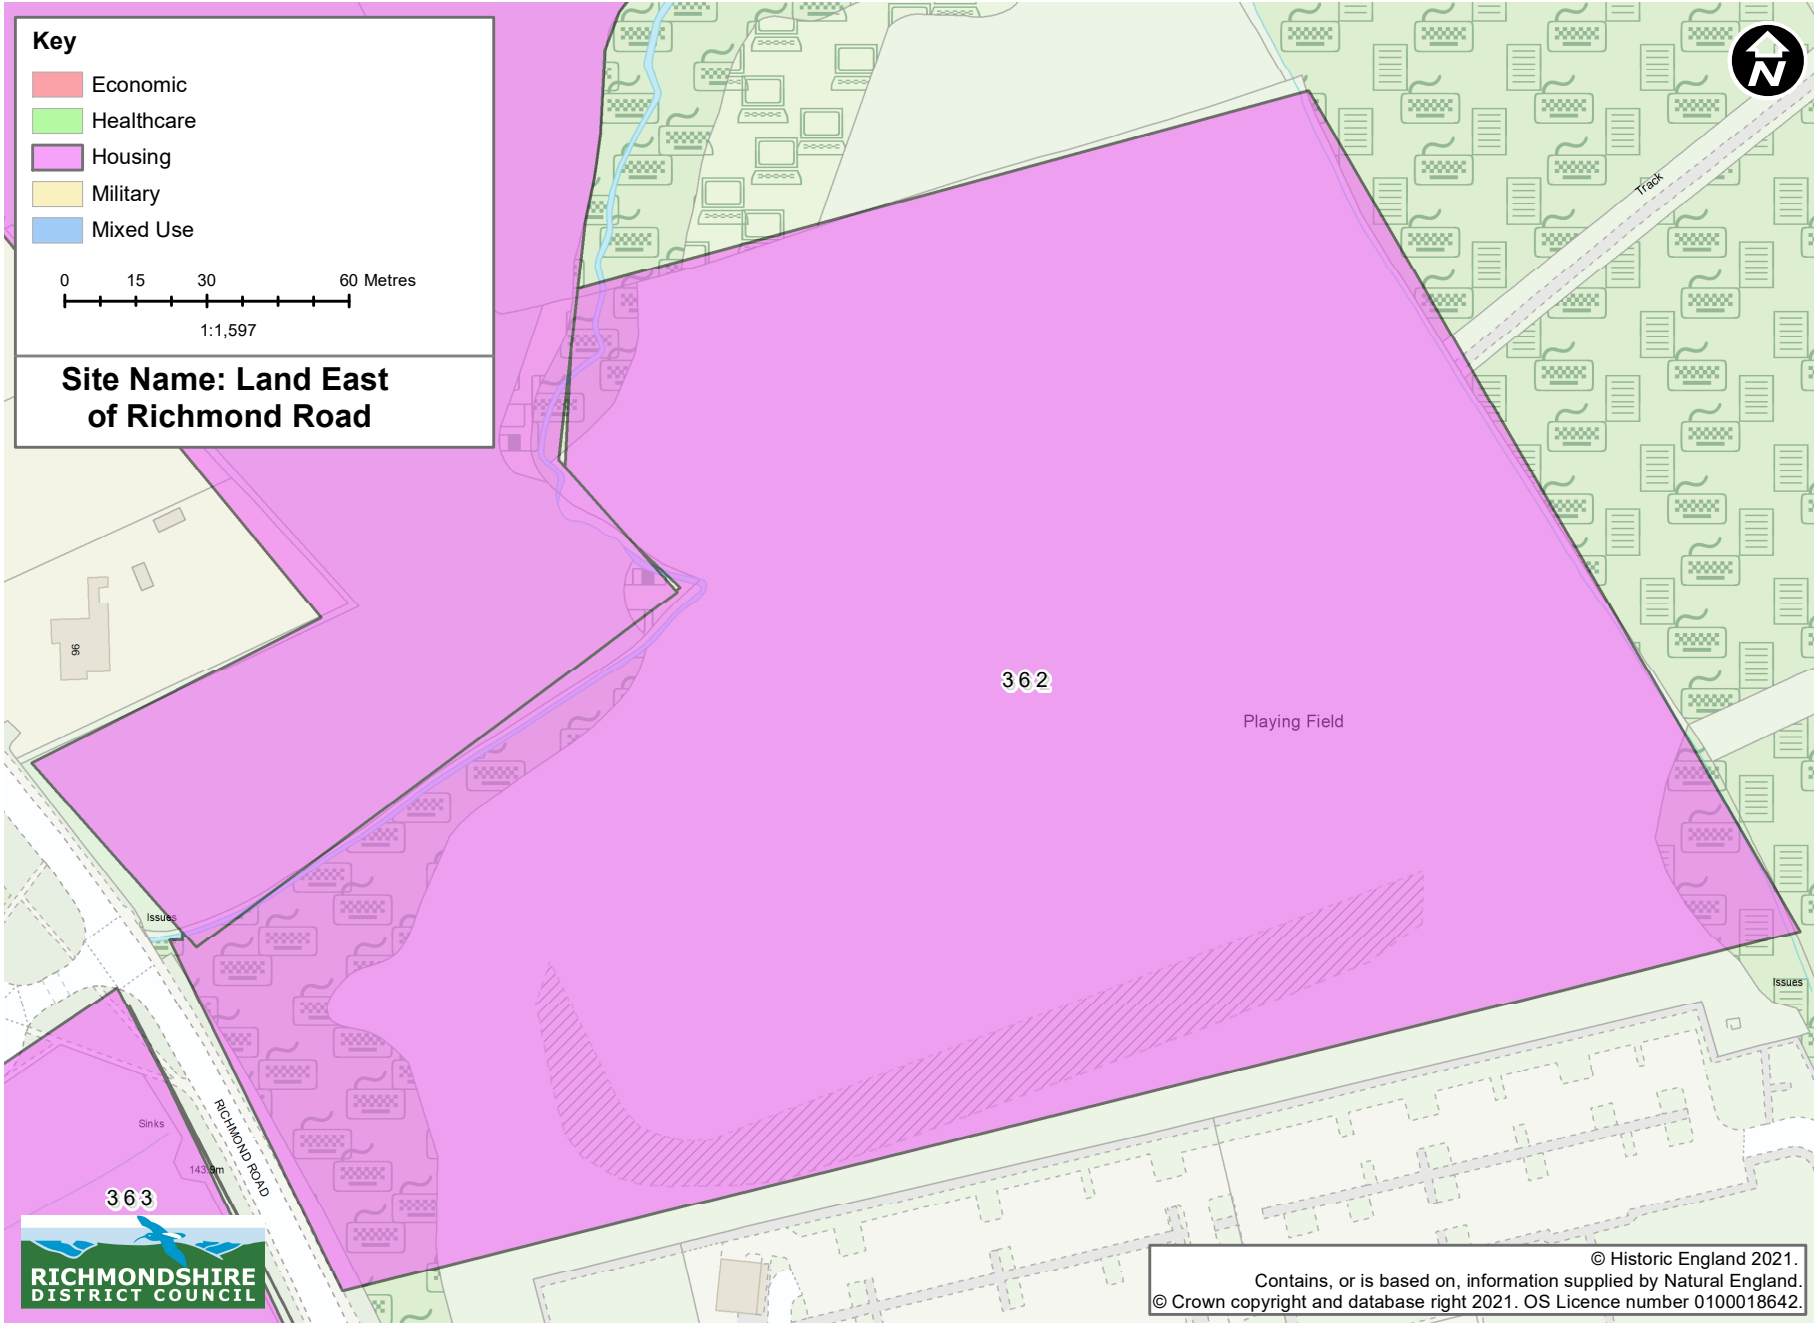 Key
Economic
Healthcare
Housing
Military
Mixed Use
0 15 30 60 Metres
1:1,597
Site Name: Land East
of Richmond Road
N
Track
96
362
Playing Field
Issues
Issues
Sinks
143.9m
RICHMOND ROAD
363
RICHMONDSHIRE
DISTRICT COUNCIL
© Historic England 2021.
Contains, or is based on, information supplied by Natural England.
© Crown copyright and database right 2021. OS Licence number 0100018642.